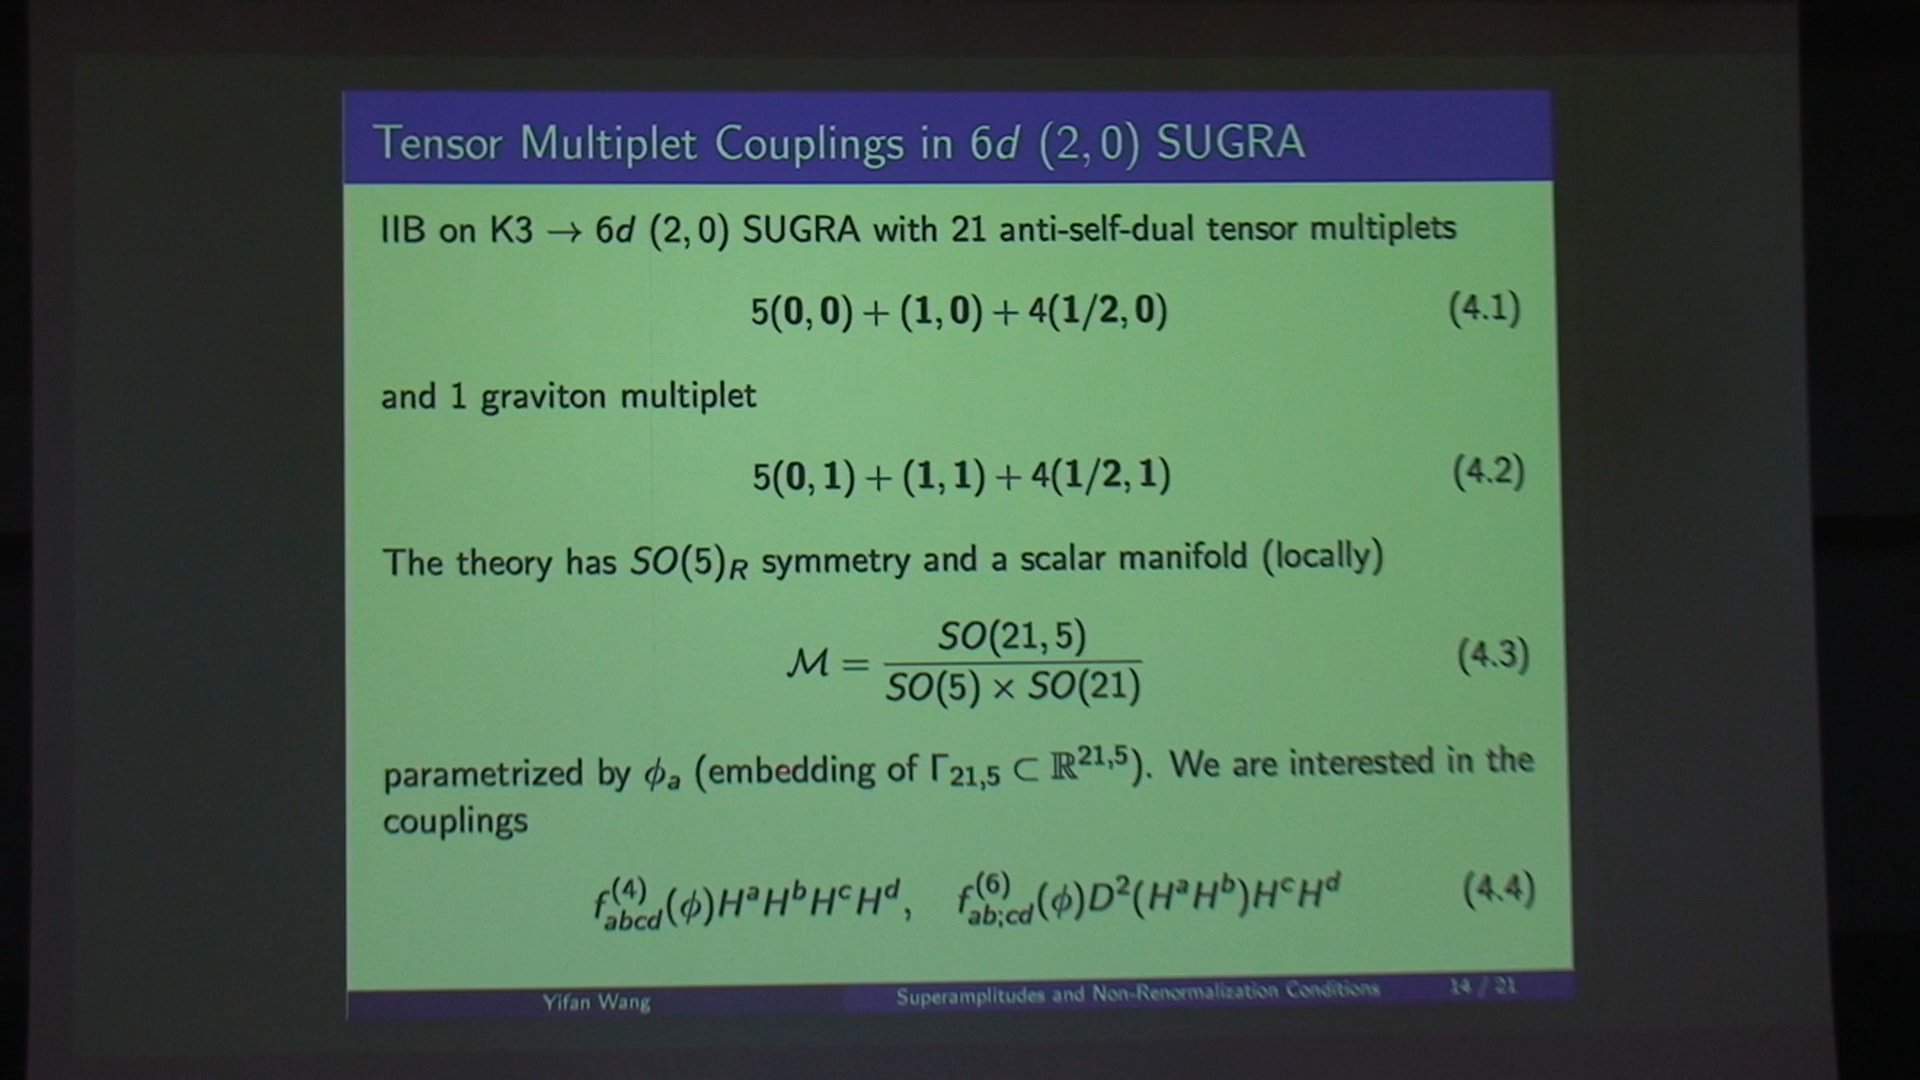 Tensor Multiplet Couplings in 6d (2, 0) SUGRA
IIB on K3 → 6d (2, 0) SUGRA with 21 anti-self-dual tensor multiplets
5(0, 0) + (1, 0) + 4(1/2, 0) (4.1)
and 1 graviton multiplet
5(0, 1) + (1, 1) + 4(1/2, 1) (4.2)
The theory has SO(5)_R symmetry and a scalar manifold (locally)
M = SO(21, 5) / SO(5) × SO(21) (4.3)
parametrized by ϕ_a (embedding of Γ_{21,5} ⊂ ℝ^{21,5}). We are interested in the
couplings
f^{(4)}_{abcd}(ϕ)H^aH^bH^cH^d, f^{(6)}_{ab;cd}(ϕ)D^2(H^aH^b)H^cH^d (4.4)
Yifan Wang Superamplitudes and Non-Renormalization Conditions 14 / 21